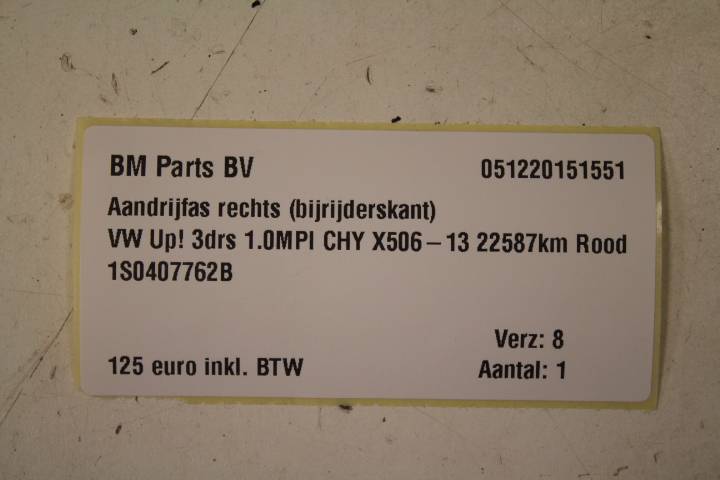 BM Parts BV 051220151551
Aandrijfas rechts (bijrijderskant)
VW Up! 3drs 1.0MPI CHY X506 – 13 22587km Rood
1S0407762B
Verz: 8
125 euro inkl. BTW Aantal: 1